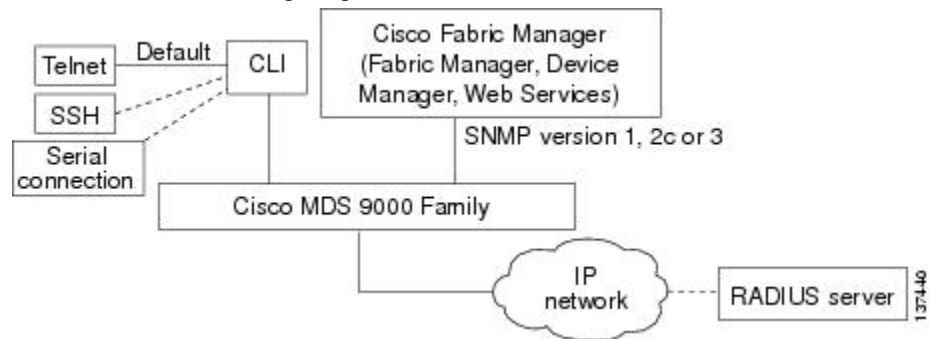 Telnet
Default
CLI
SSH
Serial
connection
Cisco Fabric Manager
(Fabric Manager, Device
Manager, Web Services)
SNMP version 1, 2c or 3
Cisco MDS 9000 Family
IP
network
RADIUS server
137446